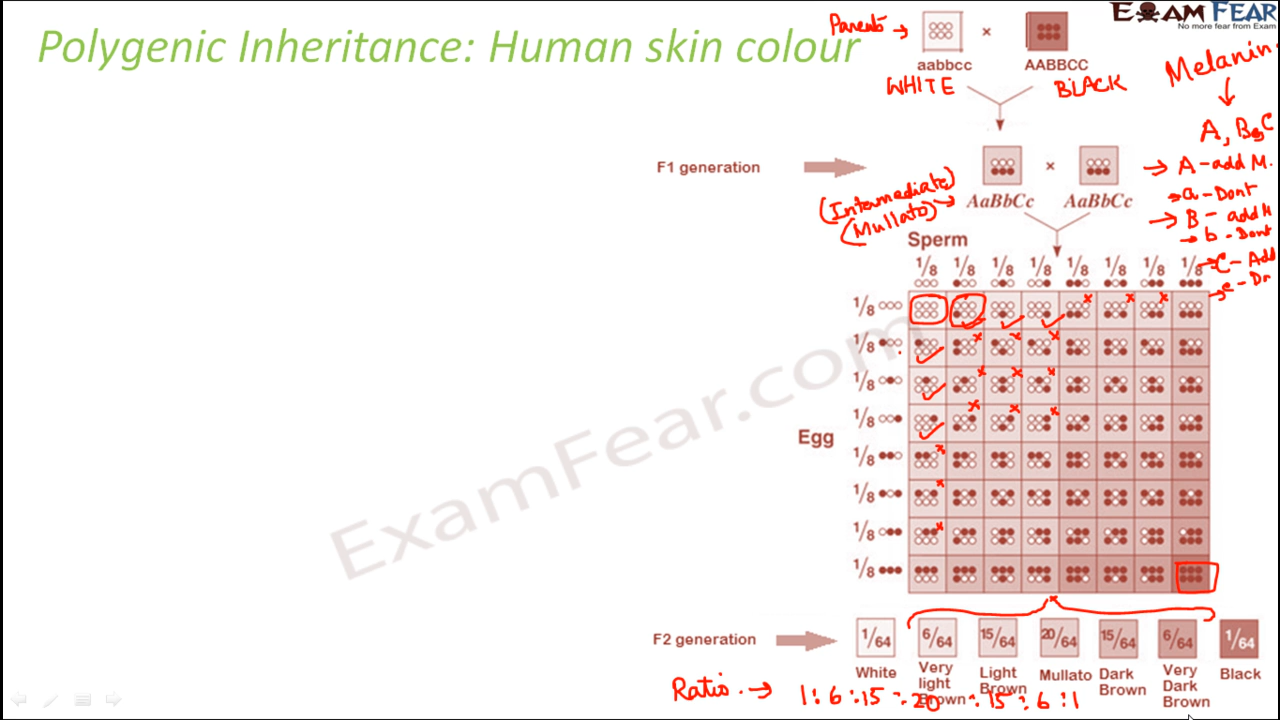 Polygenic Inheritance: Human skin colour
EXAM FEAR
No more fear from Exam
Parents →
×
aabbcc
AABBCC
WHITE
BLACK
Melanin.
A, B & C
→ A - add M.
→ a - Dont
→ B - add M
→ b - Dont
→ C - Add
→ c - Dn
F1 generation
×
(Intermediate)
(Mullato)
AaBbCc
AaBbCc
Sperm
1/8 1/8 1/8 1/8 1/8 1/8 1/8 1/8
1/8
1/8
1/8
1/8
Egg
1/8
1/8
1/8
1/8
ExamFear.com
F2 generation
1/64 6/64 15/64 20/64 15/64 6/64 1/64
White
Very light Brown
Light Brown
Mullato
Dark Brown
Very Dark Brown
Black
Ratio. → 1 : 6 : 15 : 20 : 15 : 6 : 1